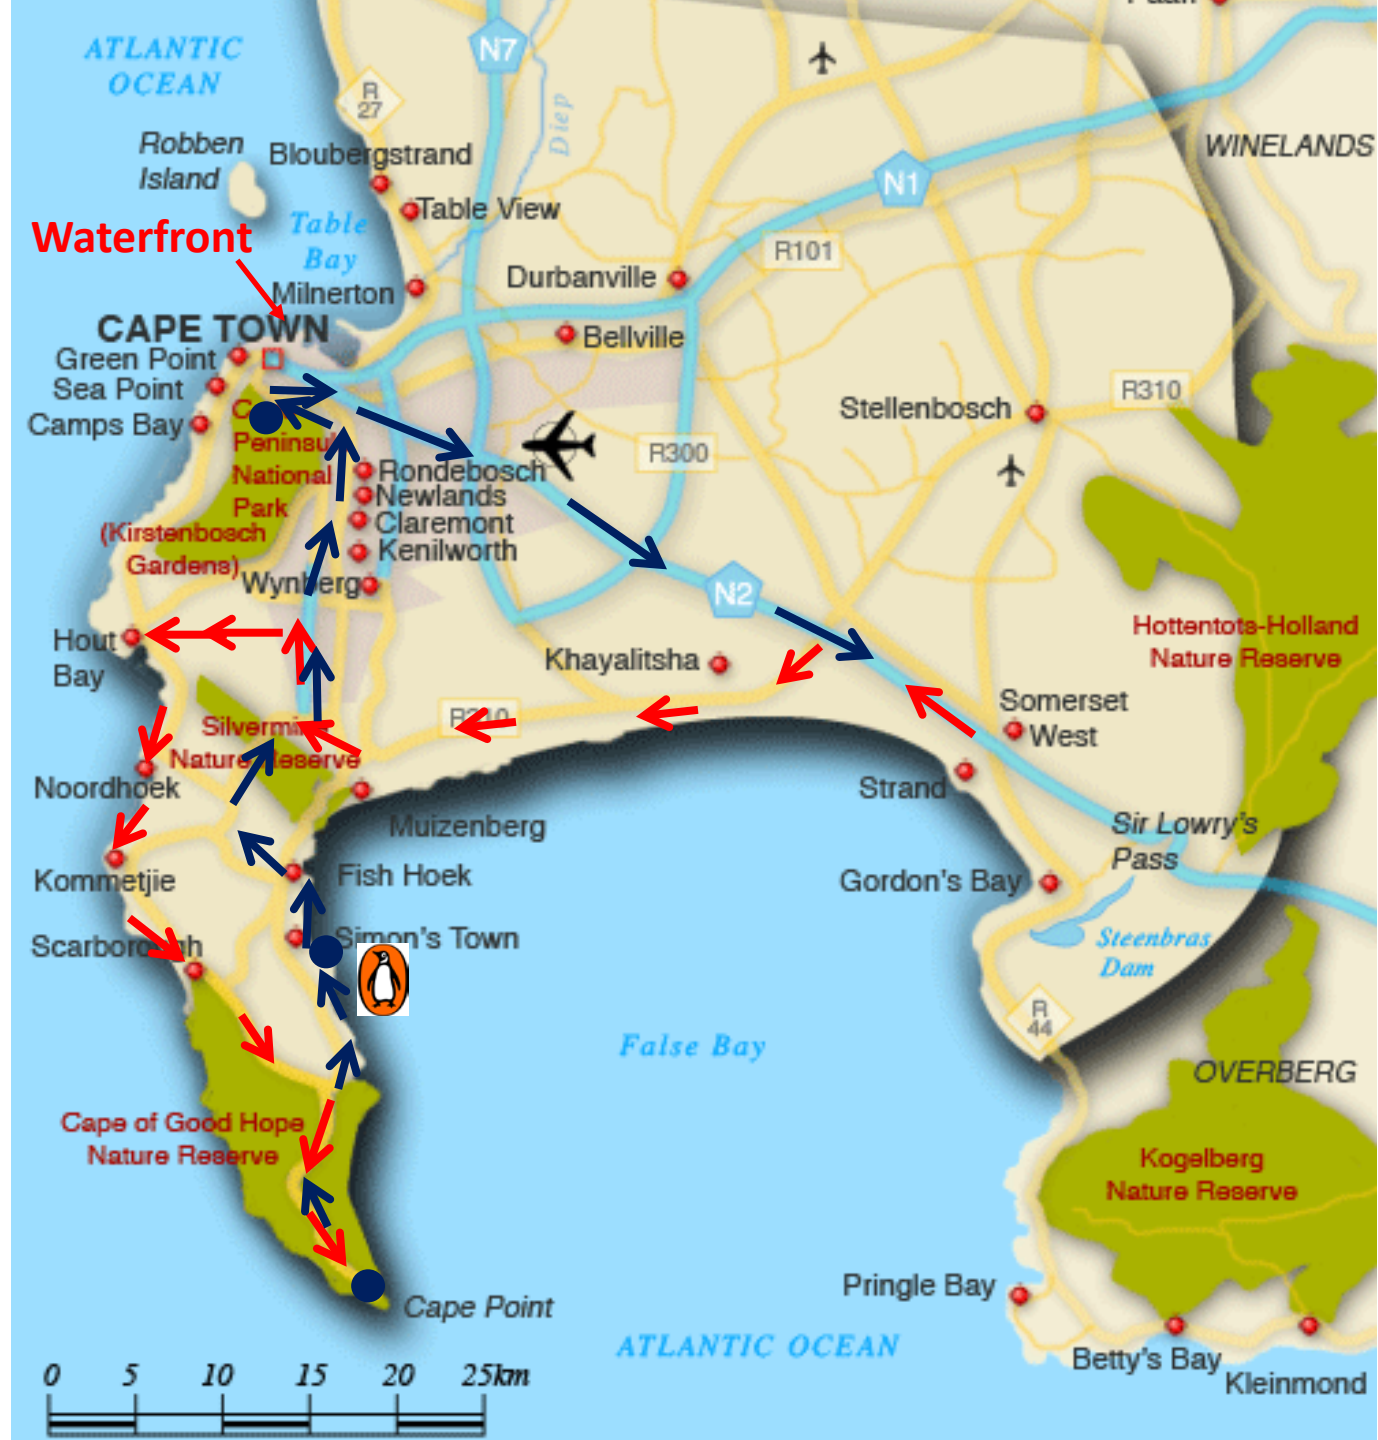 Paarl
ATLANTIC
OCEAN
N7
R
27
Diep
Robben
Island
Bloubergstrand
WINELANDS
N1
Table View
Table
Bay
Waterfront
R101
Durbanville
Milnerton
CAPE TOWN
Bellville
Green Point
Sea Point
R310
Stellenbosch
Camps Bay
Peninsul
National
Park
R300
Rondebosch
Newlands
Claremont
(Kirstenbosch
Gardens)
Kenilworth
Wynberg
N2
Hout
Bay
Khayalitsha
Hottentots-Holland
Nature Reserve
Somerset
West
R310
Silvermine
Nature Reserve
Noordhoek
Strand
Muizenberg
Sir Lowry's
Pass
Kommetjie
Fish Hoek
Gordon's Bay
Scarborough
Simon's Town
Steenbras
Dam
R
44
False Bay
OVERBERG
Cape of Good Hope
Nature Reserve
Kogelberg
Nature Reserve
Pringle Bay
Cape Point
ATLANTIC OCEAN
Betty's Bay
Kleinmond
0 5 10 15 20 25km